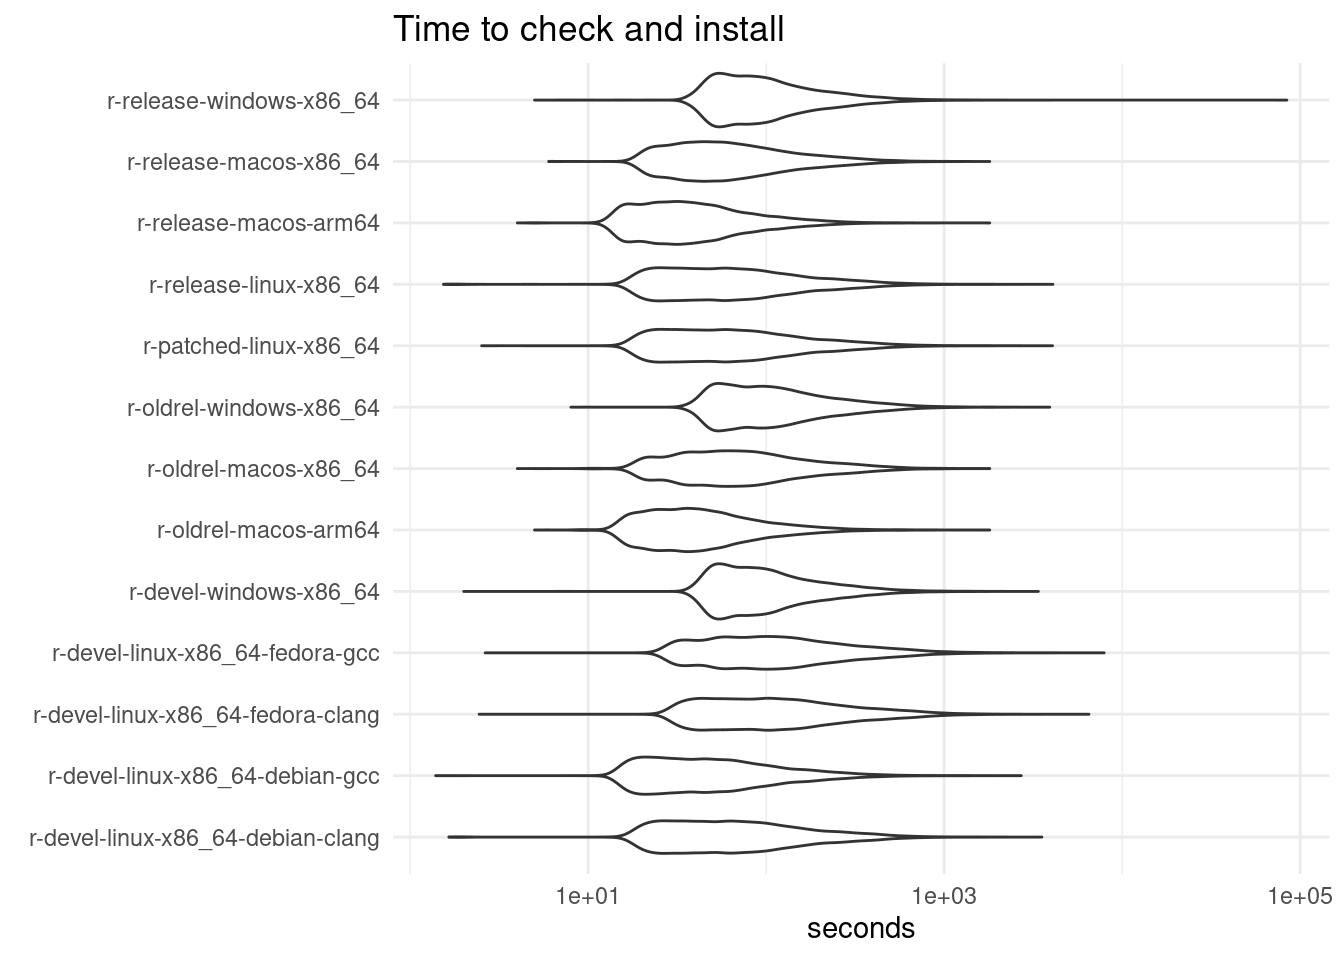 Time to check and install
r-release-windows-x86_64
r-release-macos-x86_64
r-release-macos-arm64
r-release-linux-x86_64
r-patched-linux-x86_64
r-oldrel-windows-x86_64
r-oldrel-macos-x86_64
r-oldrel-macos-arm64
r-devel-windows-x86_64
r-devel-linux-x86_64-fedora-gcc
r-devel-linux-x86_64-fedora-clang
r-devel-linux-x86_64-debian-gcc
r-devel-linux-x86_64-debian-clang
1e+01 1e+03 1e+05
seconds